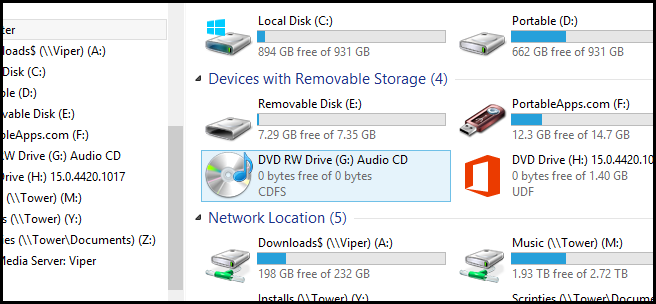 ter
nloads$ (\\Viper) (A:)
Disk (C:)
ble (D:)
vable Disk (E:)
ableApps.com (F:)
RW Drive (G:) Audio CD
Drive (H:) 15.0.4420.1017
(\\Tower) (M:)
s (\\Tower) (Y:)
ties (\\Tower\Documents) (Z:)
Media Server: Viper
Local Disk (C:)
894 GB free of 931 GB
Portable (D:)
662 GB free of 931 GB
Devices with Removable Storage (4)
Removable Disk (E:)
7.29 GB free of 7.35 GB
PortableApps.com (F:)
12.3 GB free of 14.7 GB
DVD RW Drive (G:) Audio CD
0 bytes free of 0 bytes
CDFS
DVD Drive (H:) 15.0.4420.10
0 bytes free of 1.40 GB
UDF
Network Location (5)
Downloads$ (\\Viper) (A:)
198 GB free of 232 GB
Music (\\Tower) (M:)
1.93 TB free of 2.72 TB
Installs (\\Tower) (Y:)
Scripties (\\Tower\Documents)